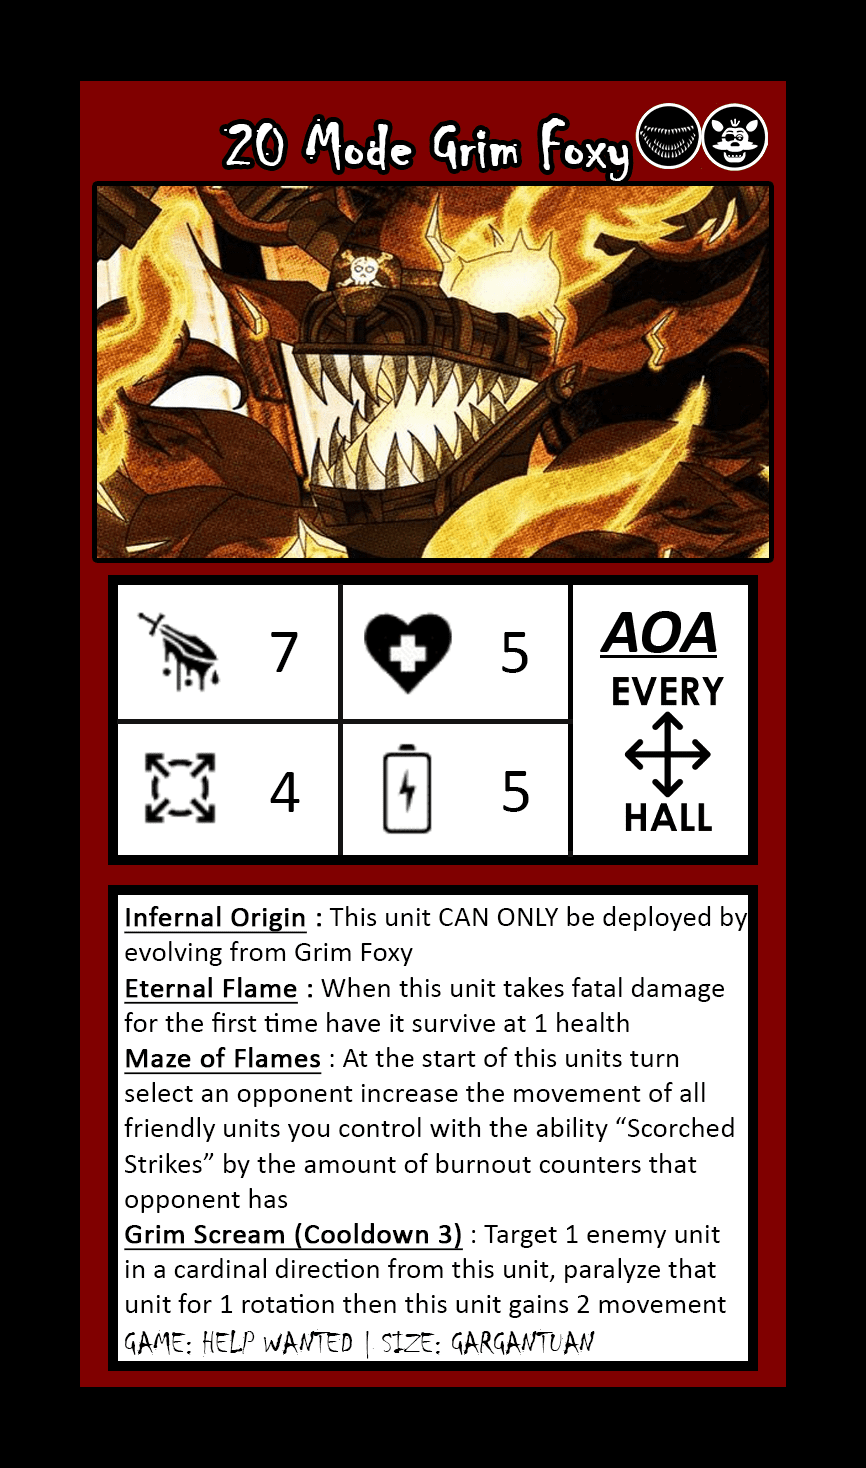 20 Mode Grim Foxy
7
5
AOA
EVERY
HALL
4
5
Infernal Origin : This unit CAN ONLY be deployed by
evolving from Grim Foxy
Eternal Flame : When this unit takes fatal damage
for the first time have it survive at 1 health
Maze of Flames : At the start of this units turn
select an opponent increase the movement of all
friendly units you control with the ability “Scorched
Strikes” by the amount of burnout counters that
opponent has
Grim Scream (Cooldown 3) : Target 1 enemy unit
in a cardinal direction from this unit, paralyze that
unit for 1 rotation then this unit gains 2 movement
GAME: HELP WANTED | SIZE: GARGANTUAN